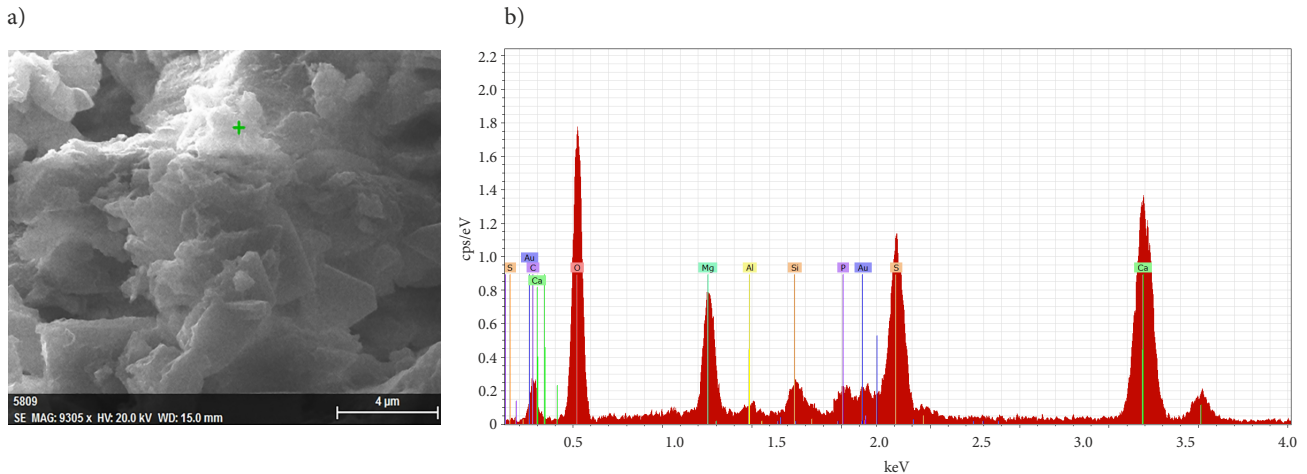 a)
b)
5809
SE MAG: 9305 x HV: 20.0 kV WD: 15.0 mm
4 µm
cps/eV
2.2
2.0
1.8
1.6
1.4
1.2
1.0
0.8
0.6
0.4
0.2
0
S
Au
C
Ca
O
Mg
Al
Si
P
Au
S
Ca
0.5
1.0
1.5
2.0
2.5
3.0
3.5
4.0
keV